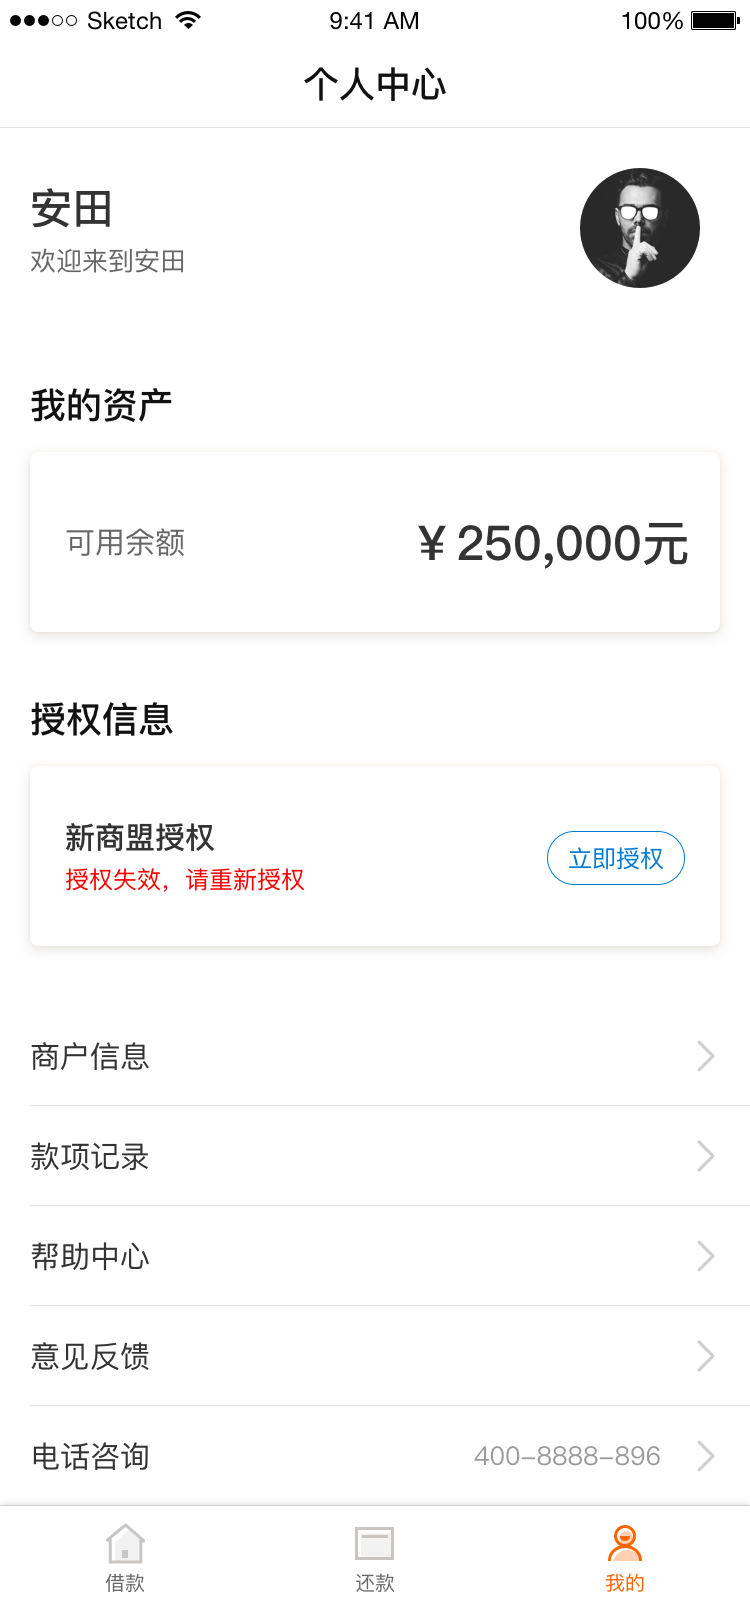 Sketch 9:41 AM 100%
个人中心
安田
欢迎来到安田
我的资产
可用余额 ¥ 250,000元
授权信息
新商盟授权
授权失效，请重新授权
立即授权
商户信息
款项记录
帮助中心
意见反馈
电话咨询 400-8888-896
借款 还款 我的